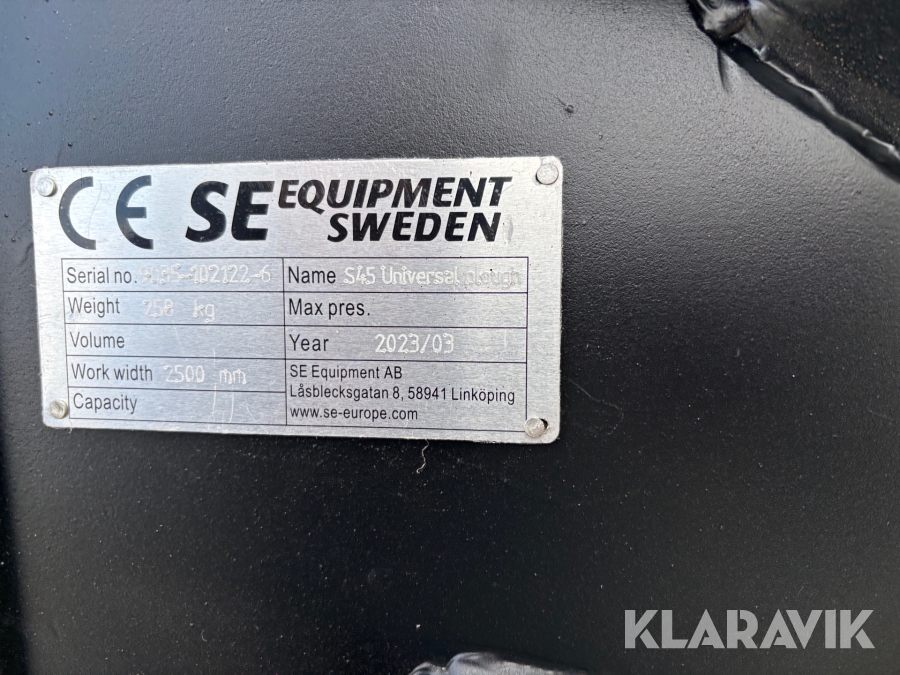 CE SE EQUIPMENT
SWEDEN
Serial no.
Name S45 Universal plough
Weight 258 kg
Max pres.
Volume
Year 2023/03
Work width 2500 mm
SE Equipment AB
Låsblecksgatan 8, 58941 Linköping
www.se-europe.com
Capacity
KLARAVIK